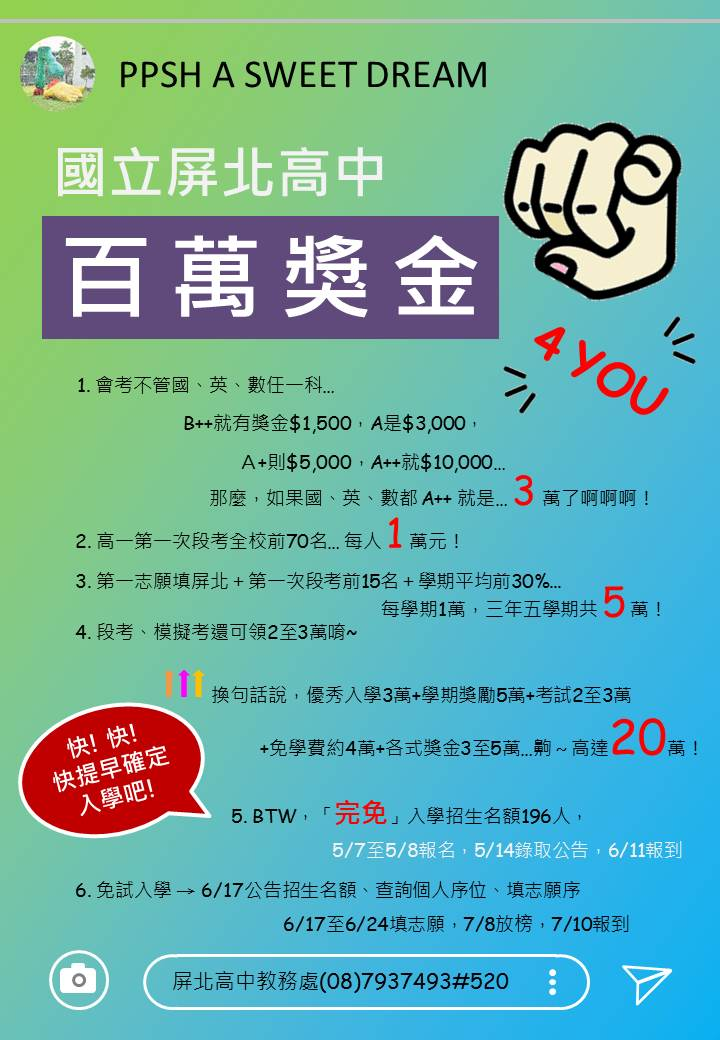 PPSH A SWEET DREAM
國立屏北高中
百萬獎金
4 YOU
1. 會考不管國、英、數任一科...
B++就有獎金$1,500，A是$3,000，
A+則$5,000，A++就$10,000...
那麼，如果國、英、數都 A++ 就是... 3 萬了啊啊啊！
2. 高一第一次段考全校前70名... 每人 1 萬元！
3. 第一志願填屏北＋第一次段考前15名＋學期平均前30%...
每學期1萬，三年五學期共 5 萬！
4. 段考、模擬考還可領2至3萬唷~
換句話說，優秀入學3萬+學期獎勵5萬+考試2至3萬
+免學費約4萬+各式獎金3至5萬...齁～高達20萬！
快! 快!
快提早確定
入學吧!
5. BTW，「完免」入學招生名額196人，
5/7至5/8報名，5/14錄取公告，6/11報到
6. 免試入學 → 6/17公告招生名額、查詢個人序位、填志願序
6/17至6/24填志願，7/8放榜，7/10報到
屏北高中教務處(08)7937493#520